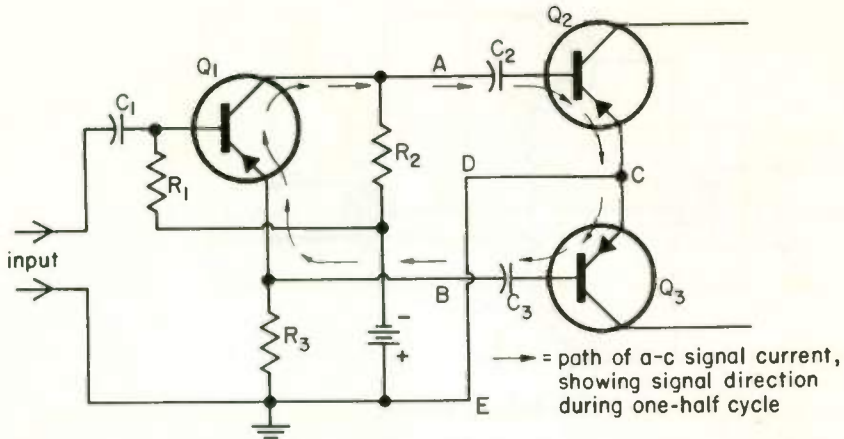 Q2
C2
A
Q1
C1
R2
D
C
R1
input
B
C3
Q3
R3
-
+
= path of a-c signal current,
showing signal direction
during one-half cycle
E